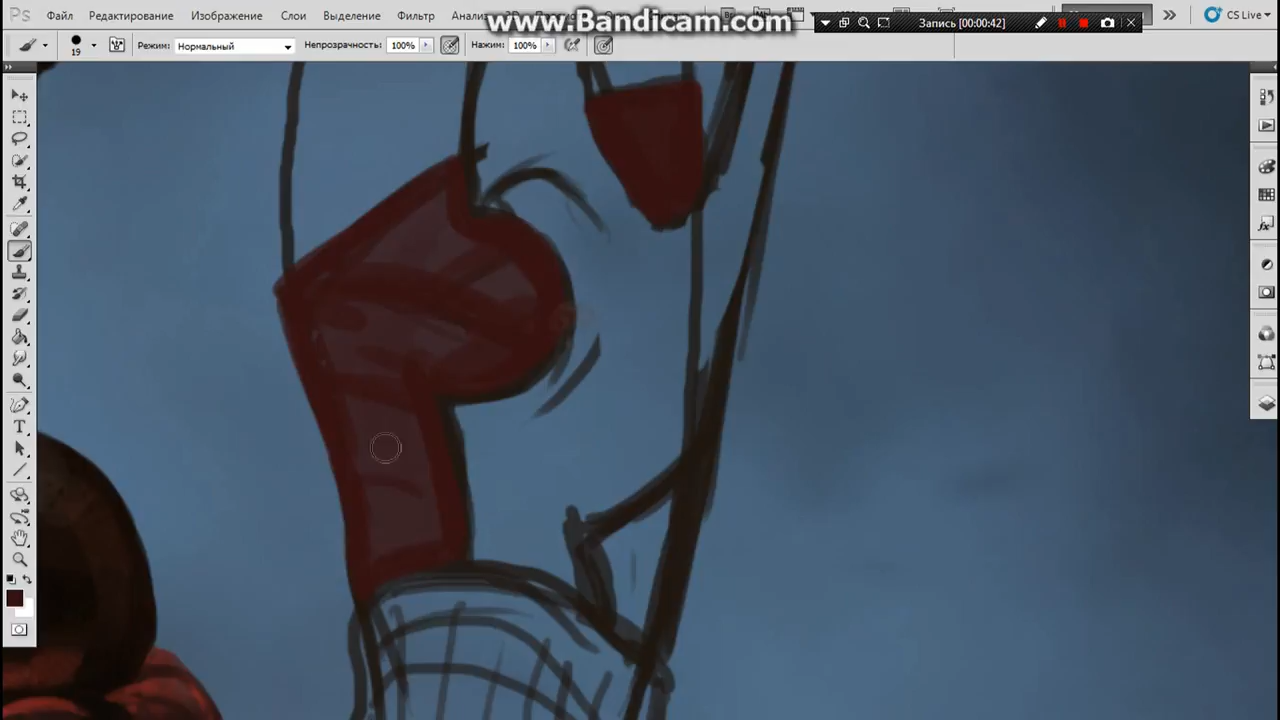 Ps Файл Редактирование Изображение Слои Выделение Фильтр Анализ CS Live
www.Bandicam.com
Запись [00:00:42]
19 Режим: Нормальный Непрозрачность: 100% Нажим: 100%